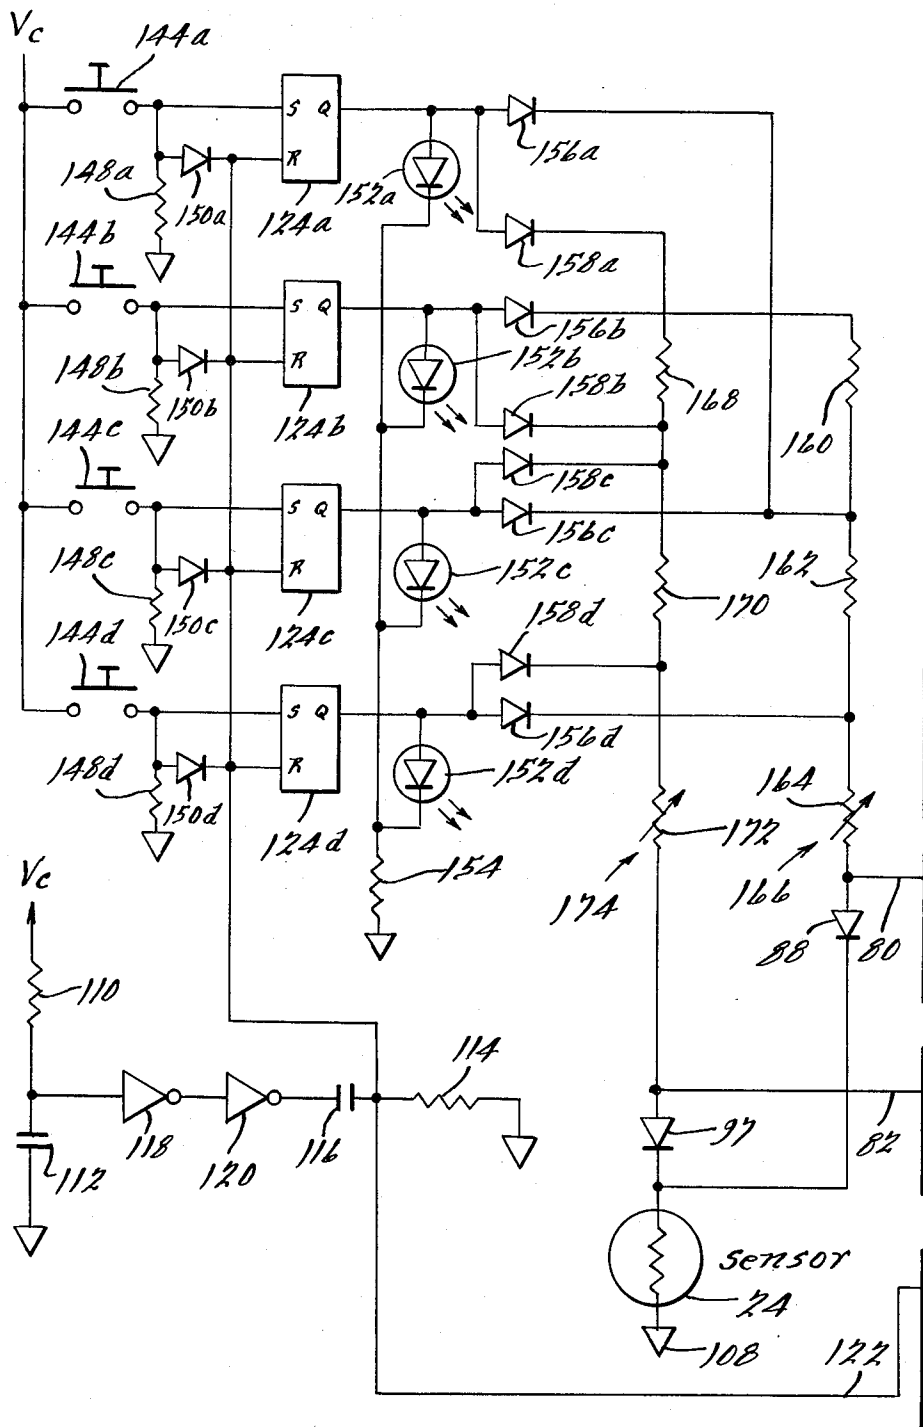 Vc
144a
S Q
R
148a
150a
124a
152a
156a
158a
144b
S Q
R
148b
150b
124b
152b
156b
158b
168
160
144c
S Q
R
148c
150c
124c
152c
158c
156c
170
162
144d
S Q
R
148d
150d
124d
152d
158d
156d
154
172
174
164
166
88
80
Vc
110
112
118
120
116
114
97
82
sensor
24
108
122